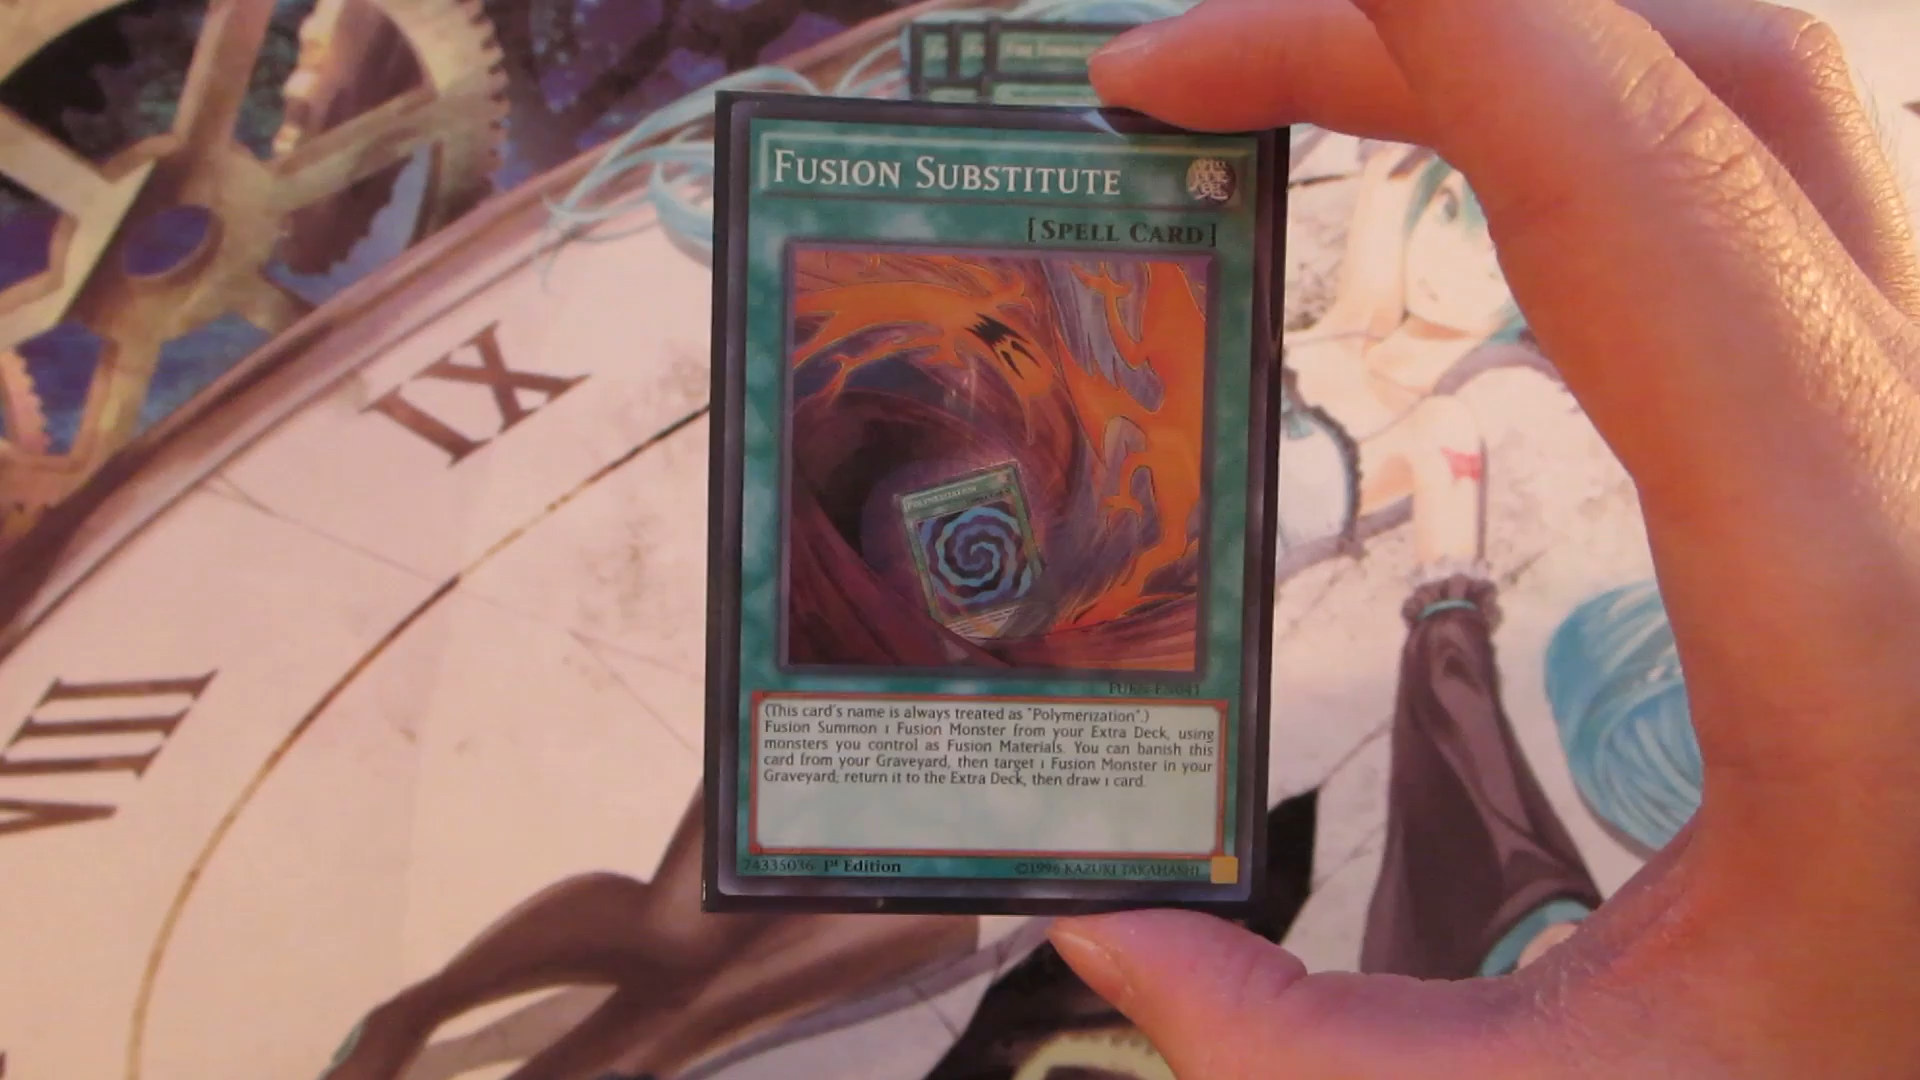 FUSION SUBSTITUTE
[SPELL CARD]
POLYMERIZATION
FUEN-EN041
(This card's name is always treated as "Polymerization".)
Fusion Summon 1 Fusion Monster from your Extra Deck, using
monsters you control as Fusion Materials. You can banish this
card from your Graveyard, then target 1 Fusion Monster in your
Graveyard; return it to the Extra Deck, then draw 1 card.
74335036 1st Edition
©1996 KAZUKI TAKAHASHI
IX
VIII